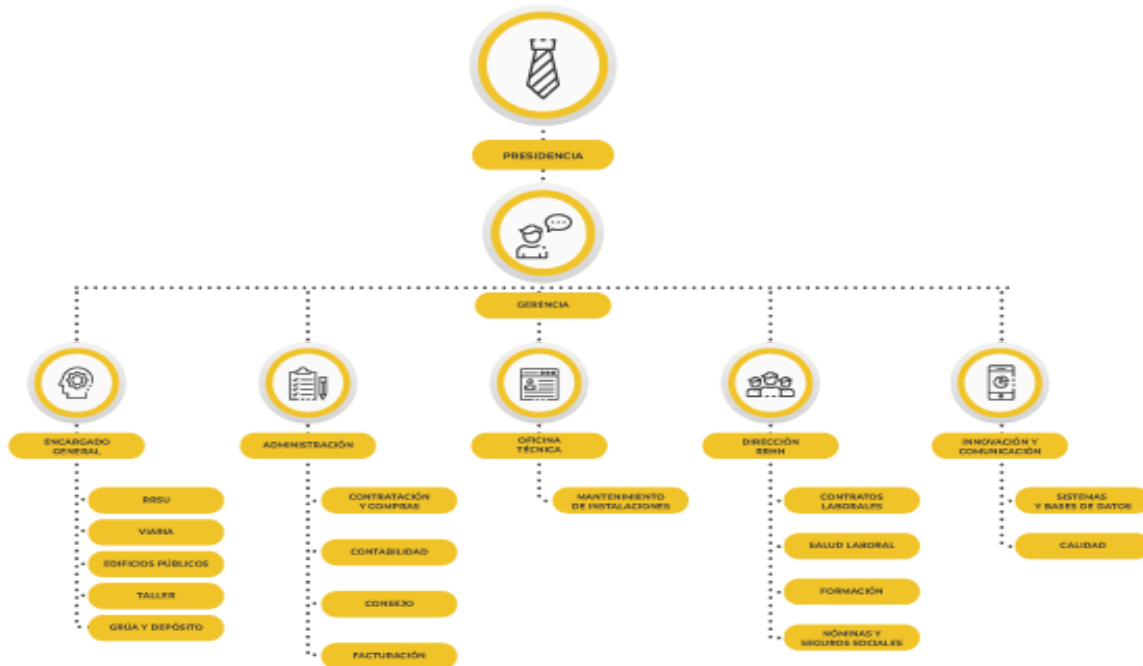 PRESIDENCIA
GERENCIA
ENCARGADO
GENERAL
RRSU
VIARIA
EDIFICIOS PÚBLICOS
TALLER
GRÚA Y DEPÓSITO
ADMINISTRACIÓN
CONTRATACIÓN
Y COMPRAS
CONTABILIDAD
CONSEJO
FACTURACIÓN
OFICINA
TÉCNICA
MANTENIMIENTO
DE INSTALACIONES
DIRECCIÓN
RRHH
CONTRATOS
LABORALES
SALUD LABORAL
FORMACIÓN
NÓMINAS Y
SEGUROS SOCIALES
INNOVACIÓN Y
COMUNICACIÓN
SISTEMAS
Y BASES DE DATOS
CALIDAD